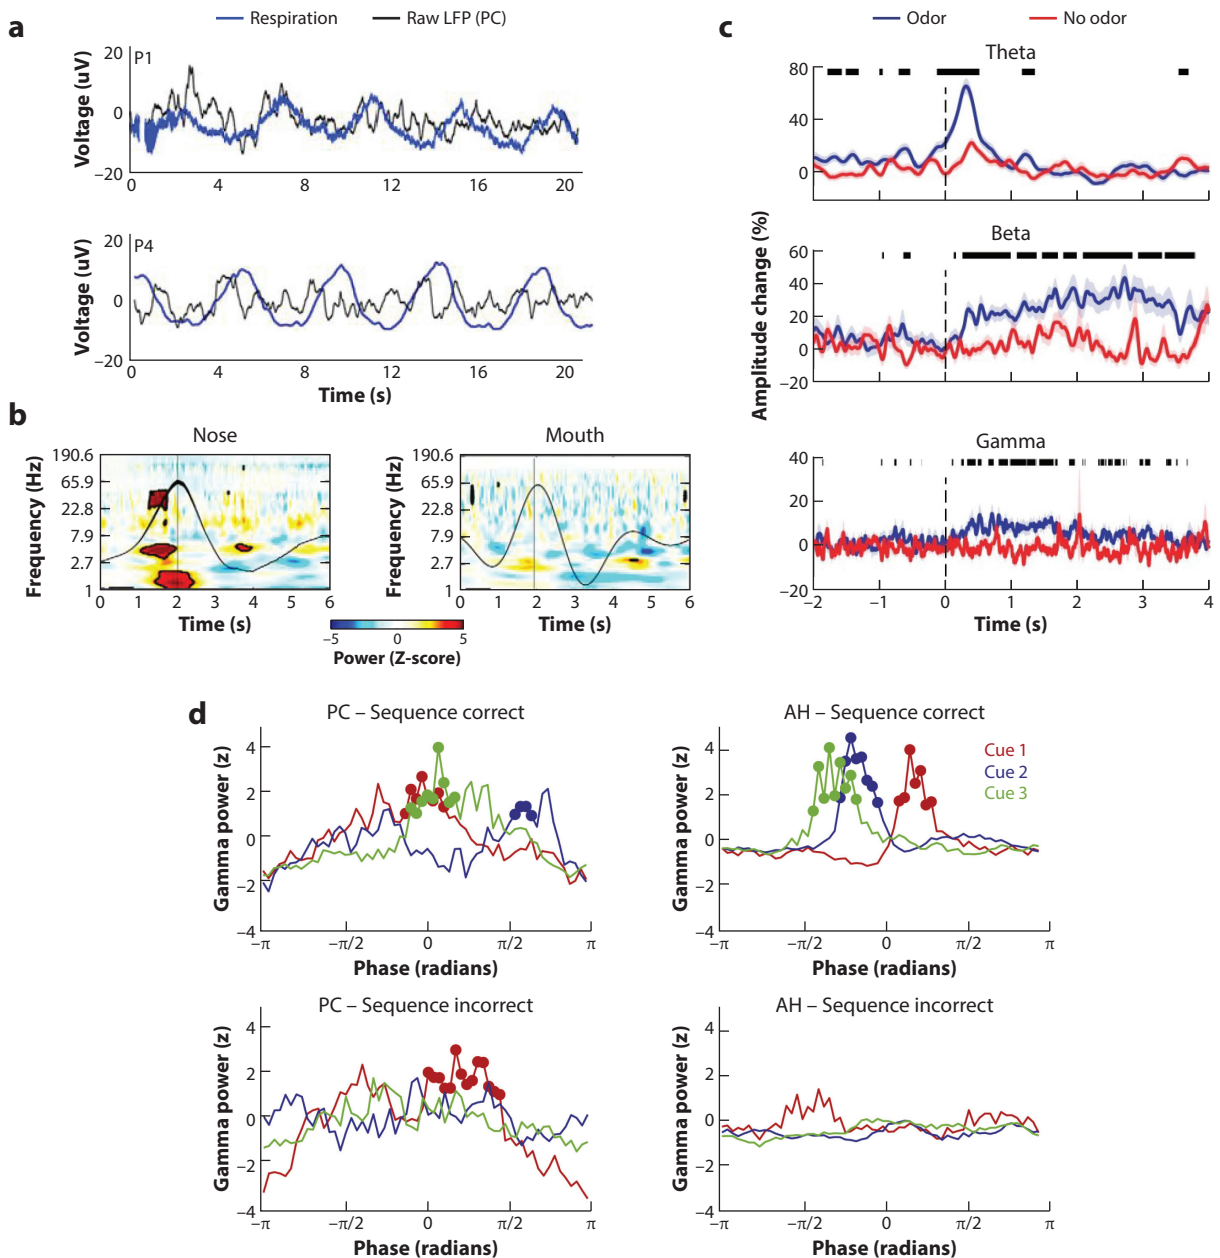 a
Respiration
Raw LFP (PC)
P1
Voltage (uV)
20
0
−20
0 4 8 12 16 20
P4
Voltage (uV)
20
0
−20
0 4 8 12 16 20
Time (s)
b
Nose
Frequency (Hz)
190.6
65.9
22.8
7.9
2.7
1
0 1 2 3 4 5 6
Time (s)
Mouth
Frequency (Hz)
190.6
65.9
22.8
7.9
2.7
1
0 1 2 3 4 5 6
Time (s)
−5 0 5
Power (Z-score)
c
Odor
No odor
Amplitude change (%)
Theta
80
40
0
Beta
60
40
20
0
−20
Gamma
40
20
0
−20
−2 −1 0 1 2 3 4
Time (s)
d
PC – Sequence correct
Gamma power (z)
4
2
0
−2
−4
−π −π/2 0 π/2 π
Phase (radians)
AH – Sequence correct
Cue 1
Cue 2
Cue 3
Gamma power (z)
4
2
0
−2
−4
−π −π/2 0 π/2 π
Phase (radians)
PC – Sequence incorrect
Gamma power (z)
4
2
0
−2
−4
−π −π/2 0 π/2 π
Phase (radians)
AH – Sequence incorrect
Gamma power (z)
4
2
0
−2
−4
−π −π/2 0 π/2 π
Phase (radians)